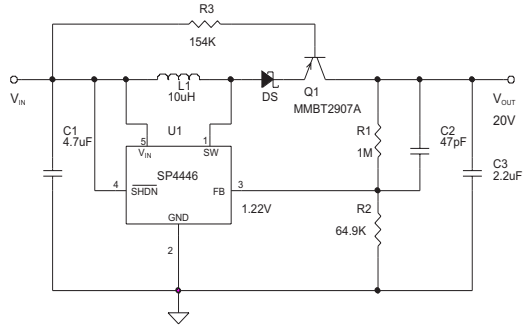 R3
154K
L1
10uH
DS
Q1
MMBT2907A
VIN
VOUT
20V
C1
4.7uF
U1
5
VIN
1
SW
SP4446
4
SHDN
FB
3
1.22V
GND
2
R1
1M
C2
47pF
C3
2.2uF
R2
64.9K